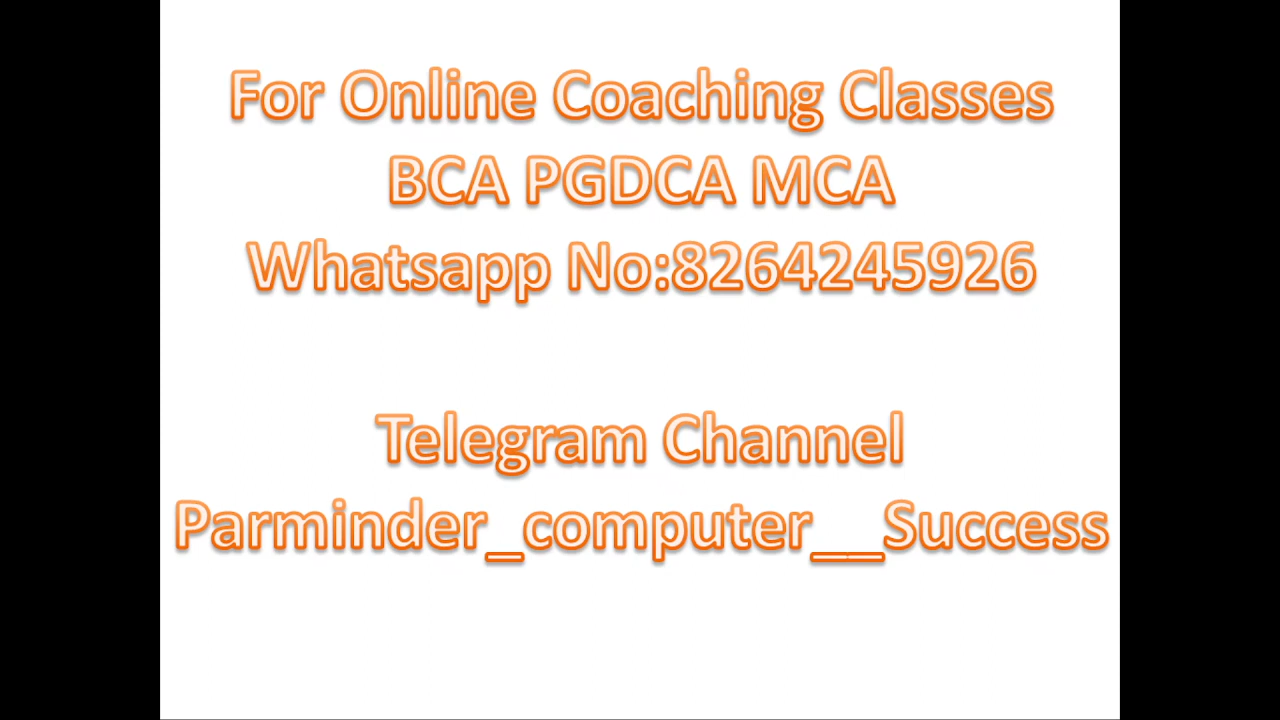 For Online Coaching Classes
BCA PGDCA MCA
Whatsapp No:8264245926
Telegram Channel
Parminder_computer__Success